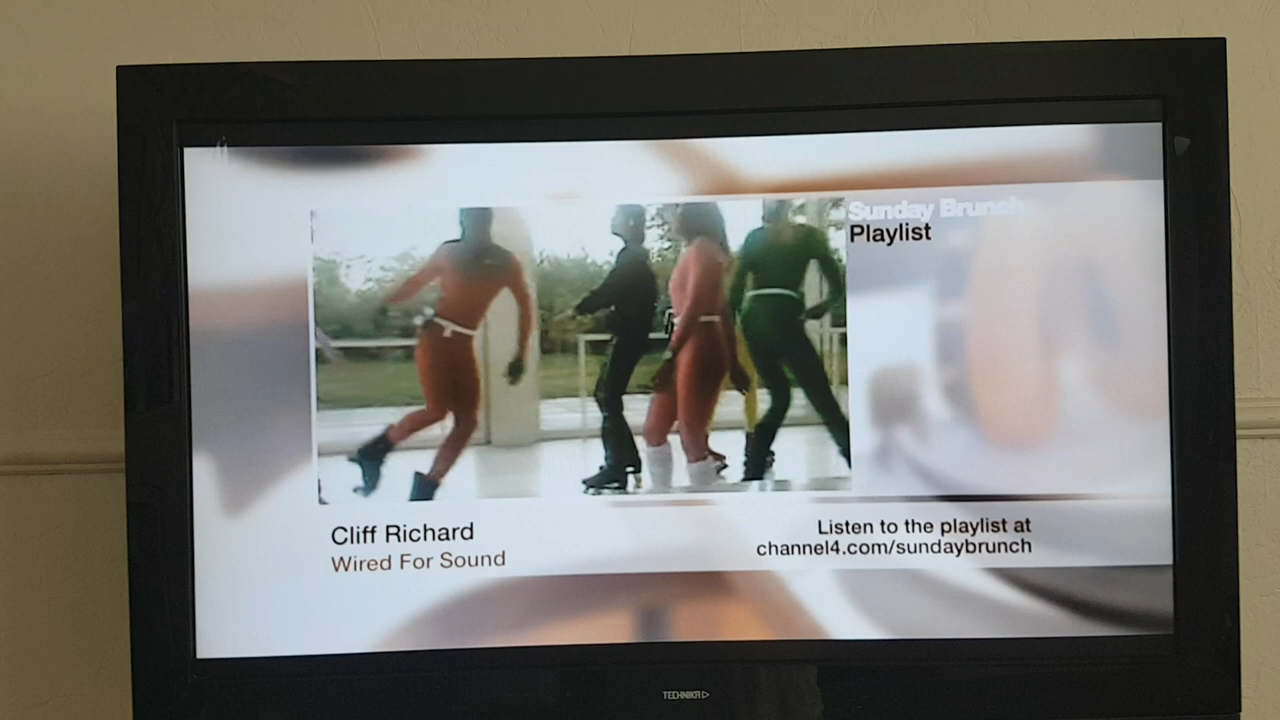 Sunday Brunch
Playlist
Cliff Richard
Wired For Sound
Listen to the playlist at
channel4.com/sundaybrunch
TECHNIKA